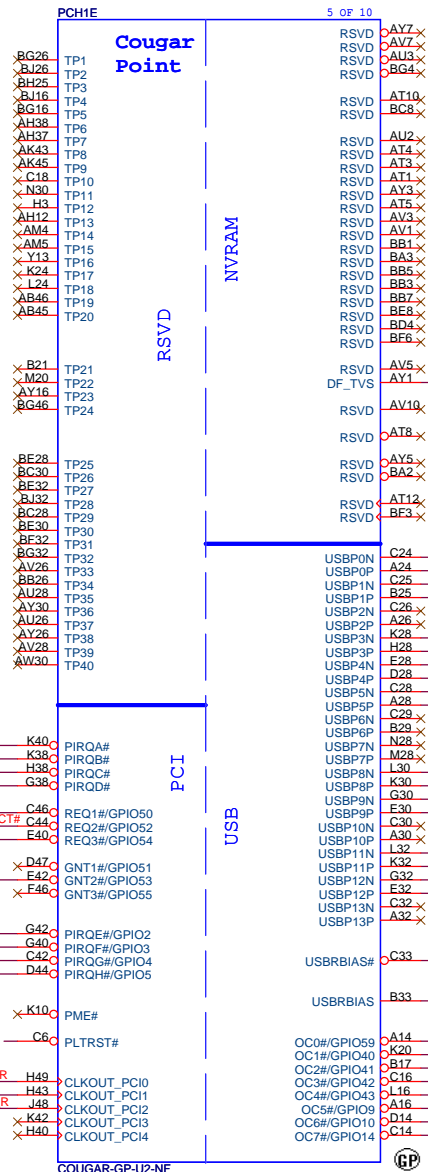 PCH1E 5 OF 10
Cougar
Point
RSVD AY7
RSVD AV7
RSVD AU3
RSVD BG4
BG26 TP1
BJ26 TP2
BH25 TP3
BJ16 TP4
BG16 TP5
AH38 TP6
AH37 TP7
AK43 TP8
AK45 TP9
C18 TP10
N30 TP11
H3 TP12
AH12 TP13
AM4 TP14
AM5 TP15
Y13 TP16
K24 TP17
L24 TP18
AB46 TP19
AB45 TP20
RSVD AT10
RSVD BC8
RSVD AU2
RSVD AT4
RSVD AT3
RSVD AT1
RSVD AY3
RSVD AT5
RSVD AV3
RSVD AV1
RSVD BB1
RSVD BA3
RSVD BB5
RSVD BB3
RSVD BB7
RSVD BE8
RSVD BD4
RSVD BF6
NVRAM
RSVD
B21 TP21
M20 TP22
AY16 TP23
BG46 TP24
RSVD AV5
DF_TVS AY1
RSVD AV10
RSVD AT8
RSVD AY5
RSVD BA2
RSVD AT12
RSVD BF3
BE28 TP25
BC30 TP26
BE32 TP27
BJ32 TP28
BC28 TP29
BE30 TP30
BF32 TP31
BG32 TP32
AV26 TP33
BB26 TP34
AU28 TP35
AY30 TP36
AU26 TP37
AY26 TP38
AV28 TP39
AW30 TP40
USBP0N C24
USBP0P A24
USBP1N C25
USBP1P B25
USBP2N C26
USBP2P A26
USBP3N K28
USBP3P H28
USBP4N E28
USBP4P D28
USBP5N C28
USBP5P A28
USBP6N C29
USBP6P B29
USBP7N N28
USBP7P M28
USBP8N L30
USBP8P K30
USBP9N G30
USBP9P E30
USBP10N C30
USBP10P A30
USBP11N L32
USBP11P K32
USBP12N G32
USBP12P E32
USBP13N C32
USBP13P A32
PCI
USB
K40 PIRQA#
K38 PIRQB#
H38 PIRQC#
G38 PIRQD#
C46 REQ1#/GPIO50
CT# C44 REQ2#/GPIO52
E40 REQ3#/GPIO54
D47 GNT1#/GPIO51
E42 GNT2#/GPIO53
F46 GNT3#/GPIO55
G42 PIRQE#/GPIO2
G40 PIRQF#/GPIO3
C42 PIRQG#/GPIO4
D44 PIRQH#/GPIO5
USBRBIAS# C33
USBRBIAS B33
K10 PME#
C6 PLTRST#
R H49 CLKOUT_PCI0
H43 CLKOUT_PCI1
R J48 CLKOUT_PCI2
K42 CLKOUT_PCI3
H40 CLKOUT_PCI4
OC0#/GPIO59 A14
OC1#/GPIO40 K20
OC2#/GPIO41 B17
OC3#/GPIO42 C16
OC4#/GPIO43 L16
OC5#/GPIO9 A16
OC6#/GPIO10 D14
OC7#/GPIO14 C14
COUGAR-GP-U2-NF
GP